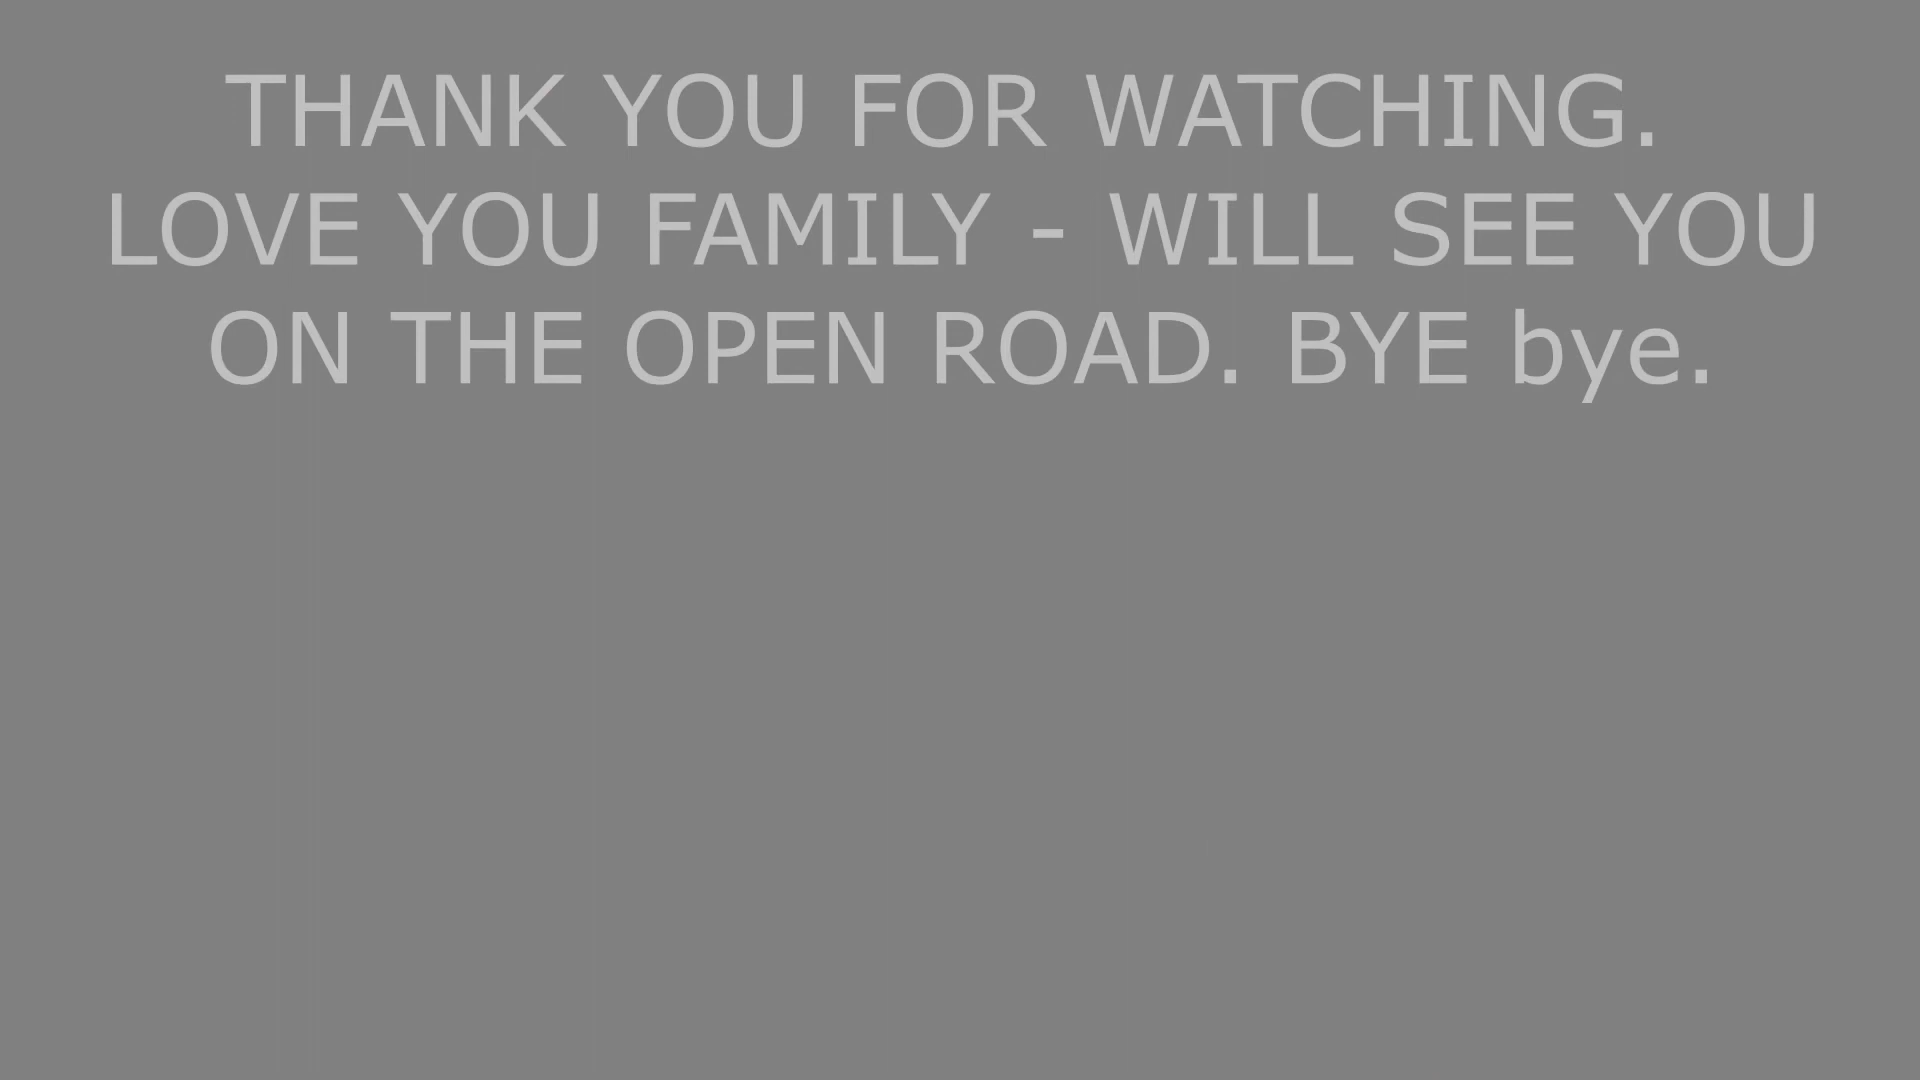 THANK YOU FOR WATCHING.
LOVE YOU FAMILY - WILL SEE YOU
ON THE OPEN ROAD. BYE bye.